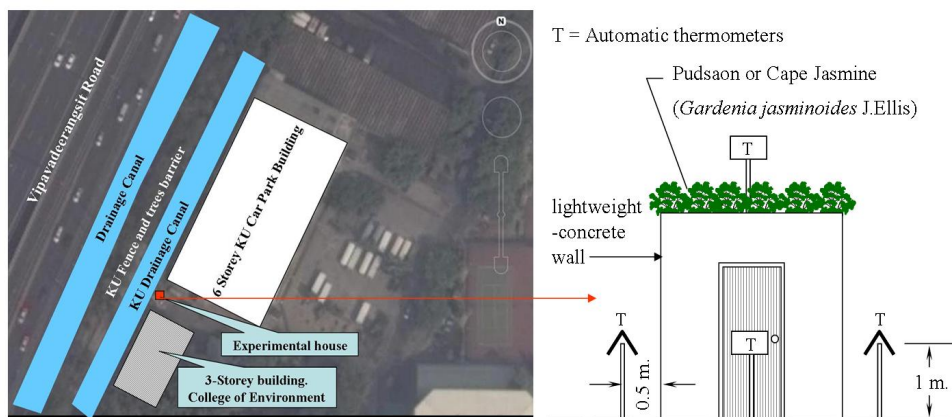 N
Vipavadeerangsit Road
Drainage Canal
KU Fence and trees barrier
KU Drainage Canal
6 Storey KU Car Park Building
Experimental house
3-Storey building.
College of Environment
T = Automatic thermometers
Pudsaon or Cape Jasmine
(Gardenia jasminoides J.Ellis)
T
lightweight
-concrete
wall
T
T
T
0.5 m.
1 m.